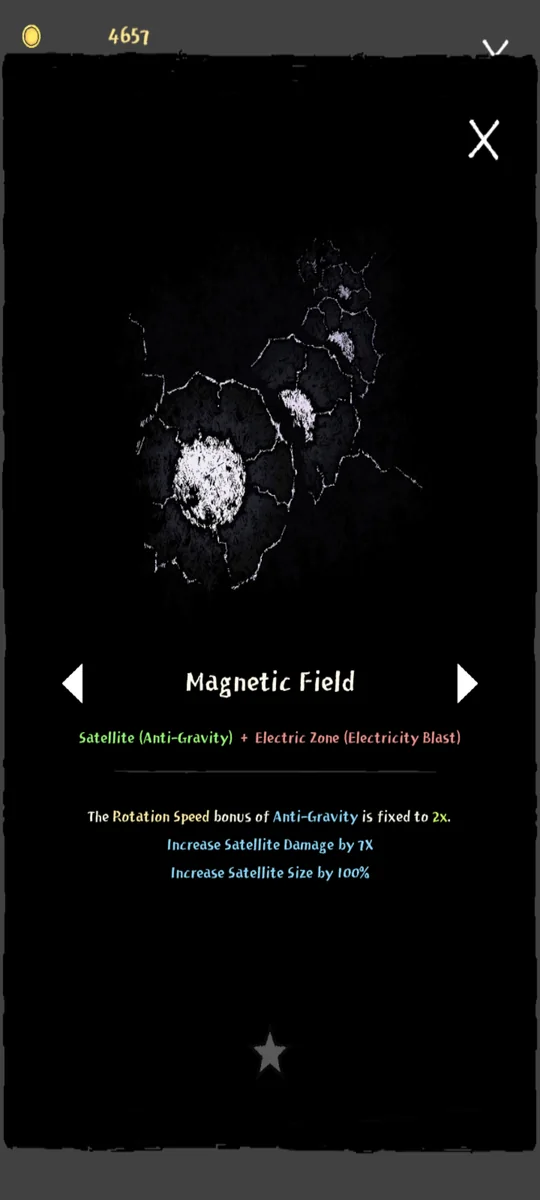 4657
X
Magnetic Field
Satellite (Anti-Gravity) + Electric Zone (Electricity Blast)
The Rotation Speed bonus of Anti-Gravity is fixed to 2x.
Increase Satellite Damage by 7X
Increase Satellite Size by 100%